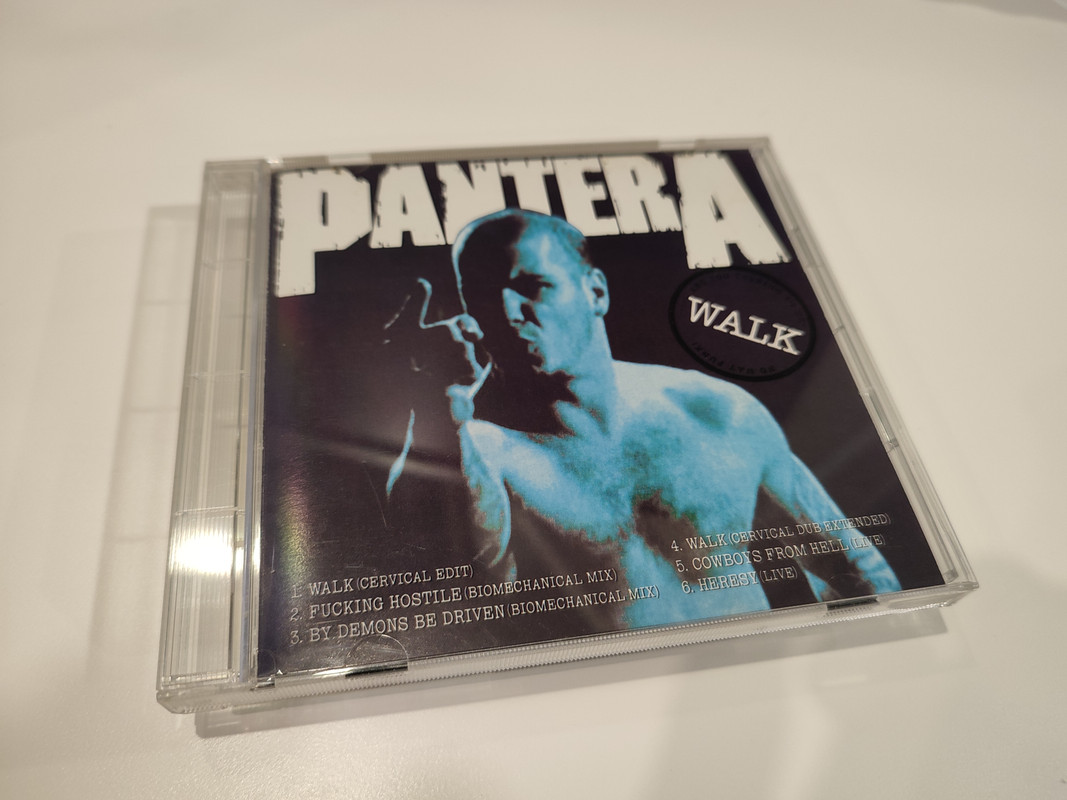 PANTERA
WALK
1. WALK (CERVICAL EDIT)
2. FUCKING HOSTILE (BIOMECHANICAL MIX)
3. BY DEMONS BE DRIVEN (BIOMECHANICAL MIX)
4. WALK (CERVICAL DUB EXTENDED)
5. COWBOYS FROM HELL (LIVE)
6. HERESY (LIVE)